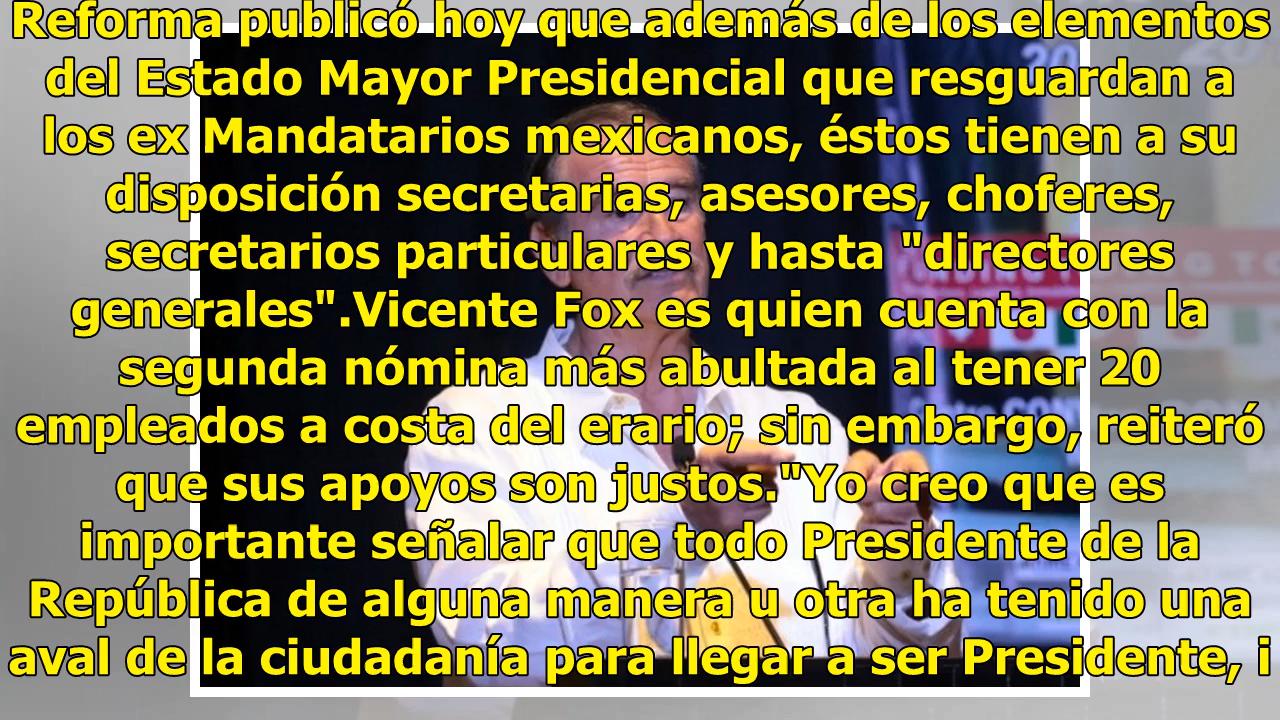 Reforma publicó hoy que además de los elementos
del Estado Mayor Presidencial que resguardan a
los ex Mandatarios mexicanos, éstos tienen a su
disposición secretarias, asesores, choferes,
secretarios particulares y hasta "directores
generales".Vicente Fox es quien cuenta con la
segunda nómina más abultada al tener 20
empleados a costa del erario; sin embargo, reiteró
que sus apoyos son justos."Yo creo que es
importante señalar que todo Presidente de la
República de alguna manera u otra ha tenido una
aval de la ciudadanía para llegar a ser Presidente, i